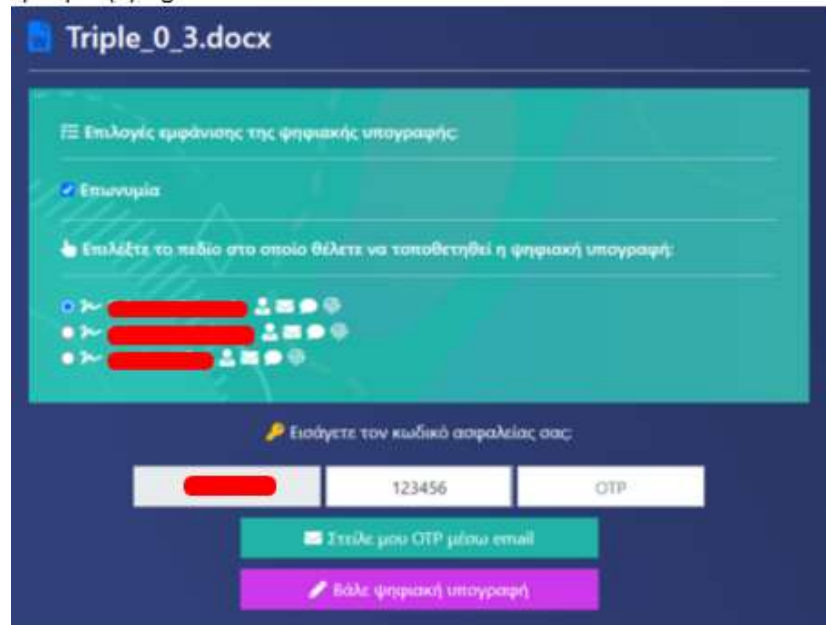 Triple_0_3.docx
Επιλογές εμφάνισης της ψηφιακής υπογραφής:
Επωνυμία
Επιλέξτε το πεδίο στο οποίο θέλετε να τοποθετηθεί η ψηφιακή υπογραφή:
Εισάγετε τον κωδικό ασφαλείας σας:
123456 OTP
Στείλε μου OTP μέσω email
Βάλε ψηφιακή υπογραφή